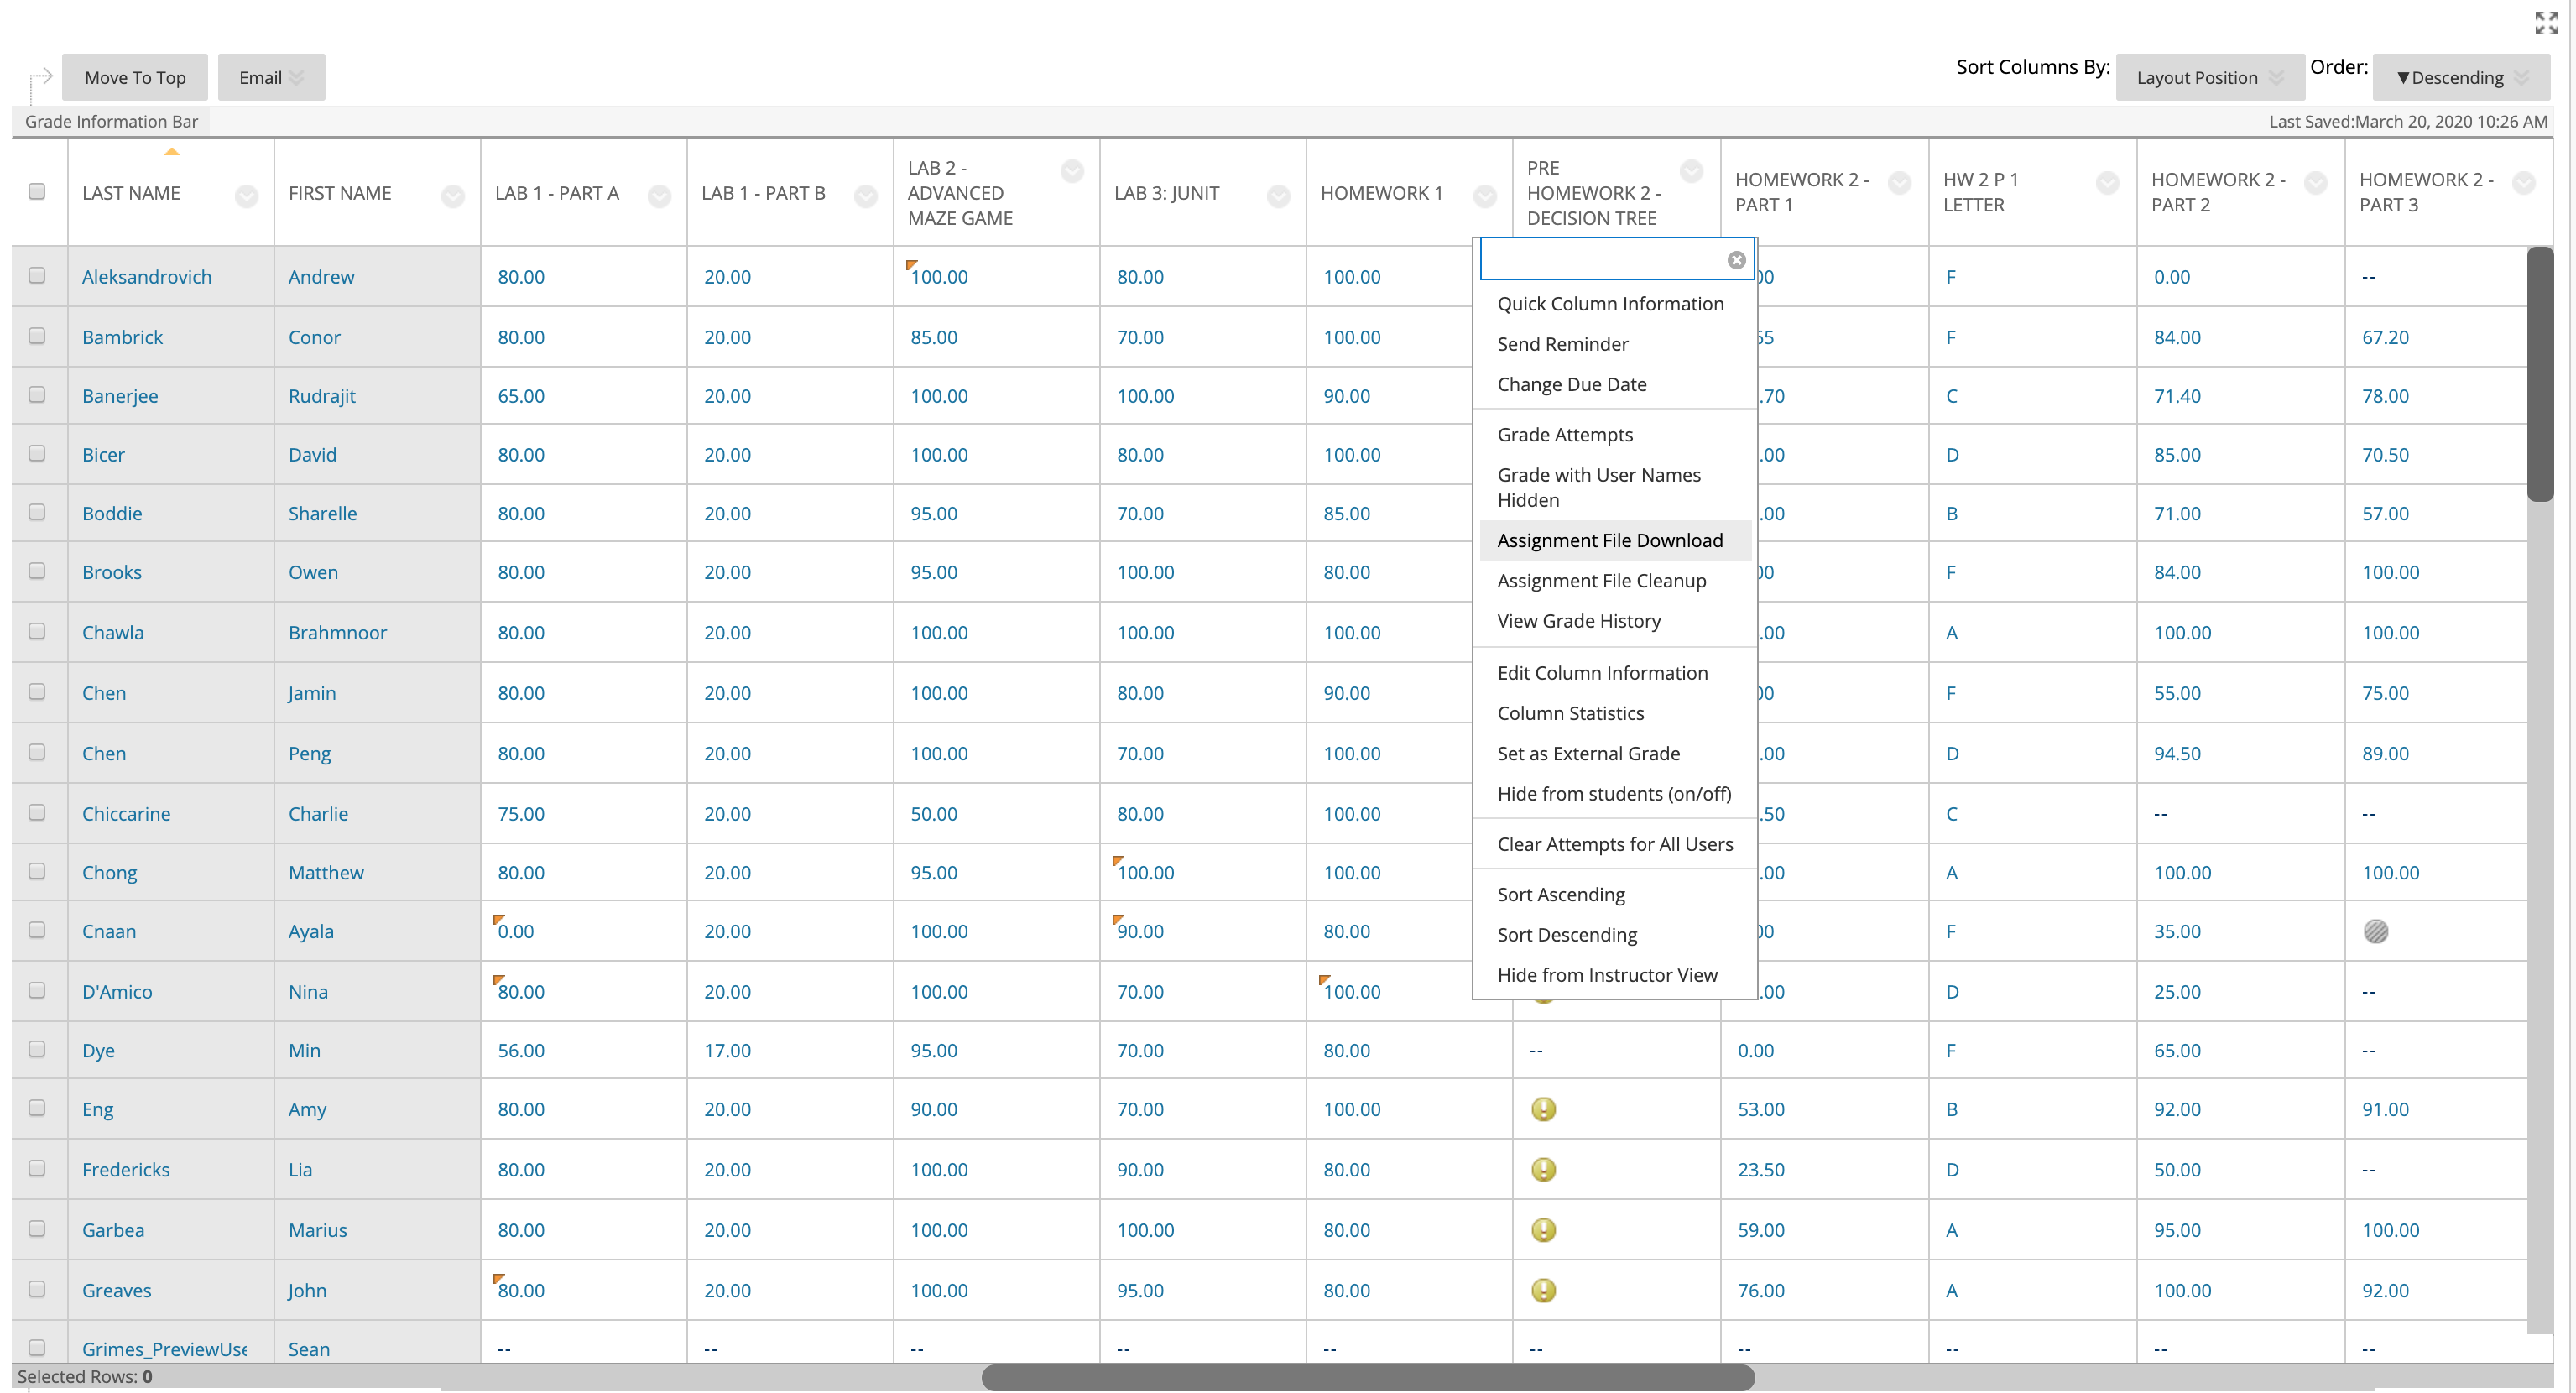 Move To Top Email Sort Columns By: Layout Position Order: ▼Descending
Grade Information Bar Last Saved:March 20, 2020 10:26 AM
LAST NAME FIRST NAME LAB 1 - PART A LAB 1 - PART B LAB 2 - ADVANCED MAZE GAME LAB 3: JUNIT HOMEWORK 1 PRE HOMEWORK 2 - DECISION TREE HOMEWORK 2 - PART 1 HW 2 P 1 LETTER HOMEWORK 2 - PART 2 HOMEWORK 2 - PART 3
Aleksandrovich Andrew 80.00 20.00 100.00 80.00 100.00 F 0.00 --
Bambrick Conor 80.00 20.00 85.00 70.00 100.00 F 84.00 67.20
Banerjee Rudrajit 65.00 20.00 100.00 100.00 90.00 .70 C 71.40 78.00
Bicer David 80.00 20.00 100.00 80.00 100.00 .00 D 85.00 70.50
Boddie Sharelle 80.00 20.00 95.00 70.00 85.00 .00 B 71.00 57.00
Brooks Owen 80.00 20.00 95.00 100.00 80.00 F 84.00 100.00
Chawla Brahmnoor 80.00 20.00 100.00 100.00 100.00 .00 A 100.00 100.00
Chen Jamin 80.00 20.00 100.00 80.00 90.00 F 55.00 75.00
Chen Peng 80.00 20.00 100.00 70.00 100.00 .00 D 94.50 89.00
Chiccarine Charlie 75.00 20.00 50.00 80.00 100.00 .50 C -- --
Chong Matthew 80.00 20.00 95.00 100.00 100.00 .00 A 100.00 100.00
Cnaan Ayala 0.00 20.00 100.00 90.00 80.00 F 35.00
D'Amico Nina 80.00 20.00 100.00 70.00 100.00 .00 D 25.00 --
Dye Min 56.00 17.00 95.00 70.00 80.00 -- 0.00 F 65.00 --
Eng Amy 80.00 20.00 90.00 70.00 100.00 53.00 B 92.00 91.00
Fredericks Lia 80.00 20.00 100.00 90.00 80.00 23.50 D 50.00 --
Garbea Marius 80.00 20.00 100.00 100.00 80.00 59.00 A 95.00 100.00
Greaves John 80.00 20.00 100.00 95.00 80.00 76.00 A 100.00 92.00
Grimes_PreviewUse Sean -- -- -- -- -- -- -- -- -- --
Quick Column Information
Send Reminder
Change Due Date
Grade Attempts
Grade with User Names
Hidden
Assignment File Download
Assignment File Cleanup
View Grade History
Edit Column Information
Column Statistics
Set as External Grade
Hide from students (on/off)
Clear Attempts for All Users
Sort Ascending
Sort Descending
Hide from Instructor View
Selected Rows: 0